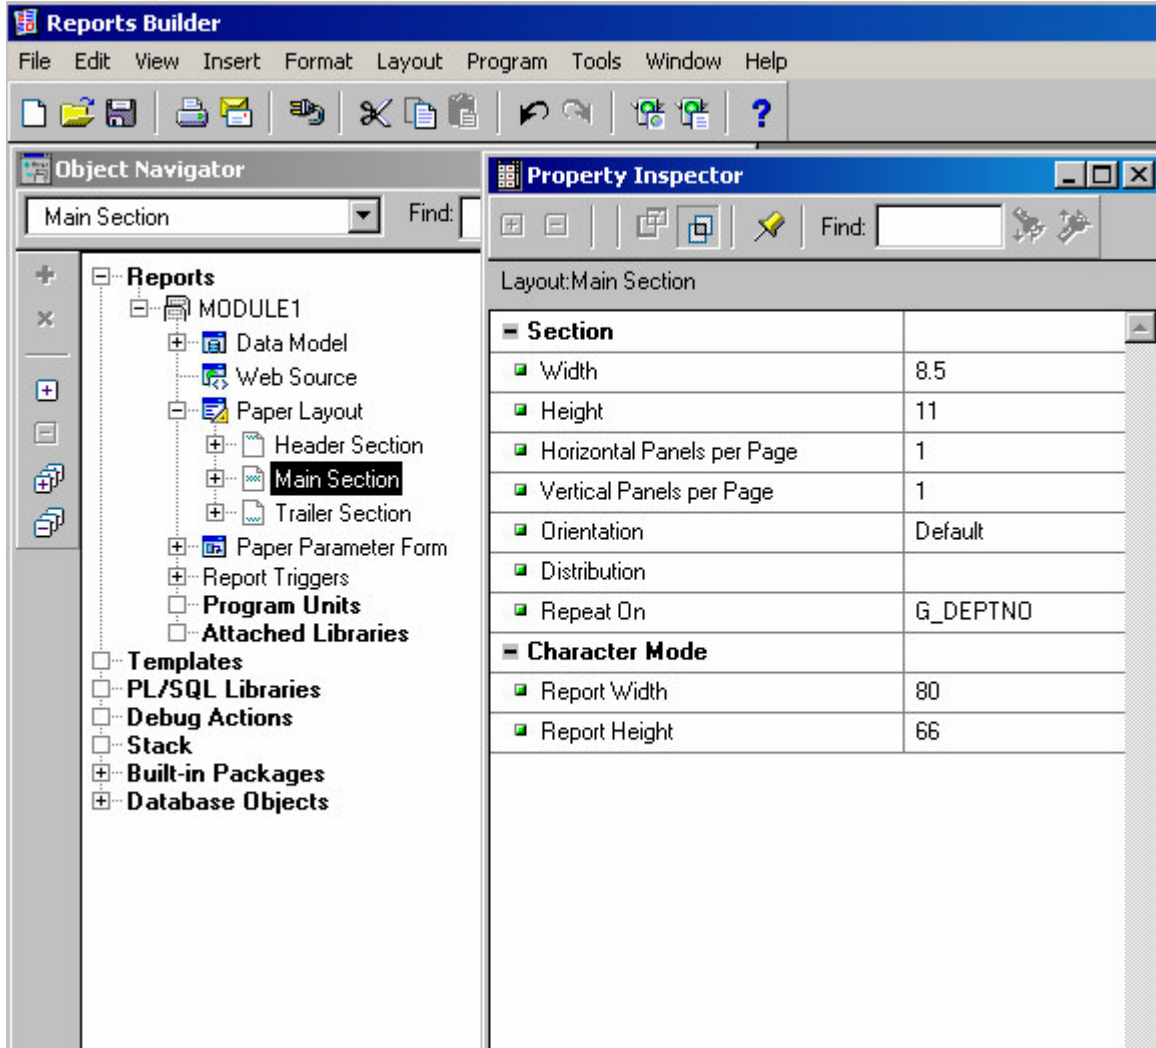 Reports Builder
File Edit View Insert Format Layout Program Tools Window Help
?
Object Navigator
Main Section
Find:
Reports
MODULE1
Data Model
Web Source
Paper Layout
Header Section
Main Section
Trailer Section
Paper Parameter Form
Report Triggers
Program Units
Attached Libraries
Templates
PL/SQL Libraries
Debug Actions
Stack
Built-in Packages
Database Objects
Property Inspector
Find:
Layout:Main Section
Section
Width 8.5
Height 11
Horizontal Panels per Page 1
Vertical Panels per Page 1
Orientation Default
Distribution
Repeat On G_DEPTNO
Character Mode
Report Width 80
Report Height 66